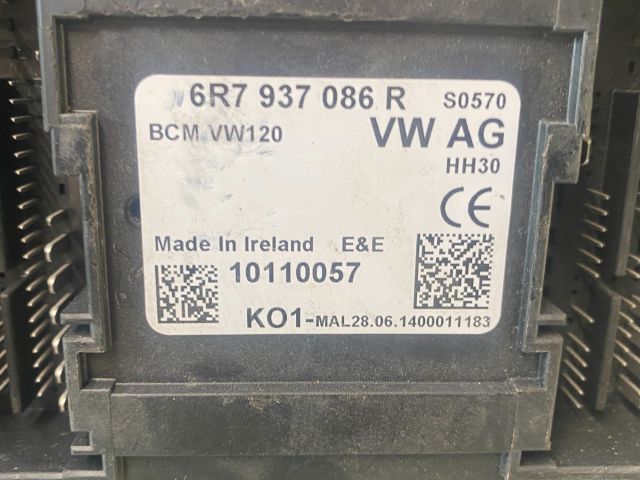 6R7 937 086 R S0570
BCM VW120 VW AG
HH30
CE
Made In Ireland E&E
10110057
KO1-MAL28.06.1400011183